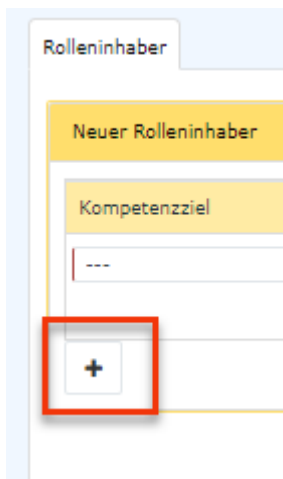 Rolleninhaber
Neuer Rolleninhaber
Kompetenzziel
---
+